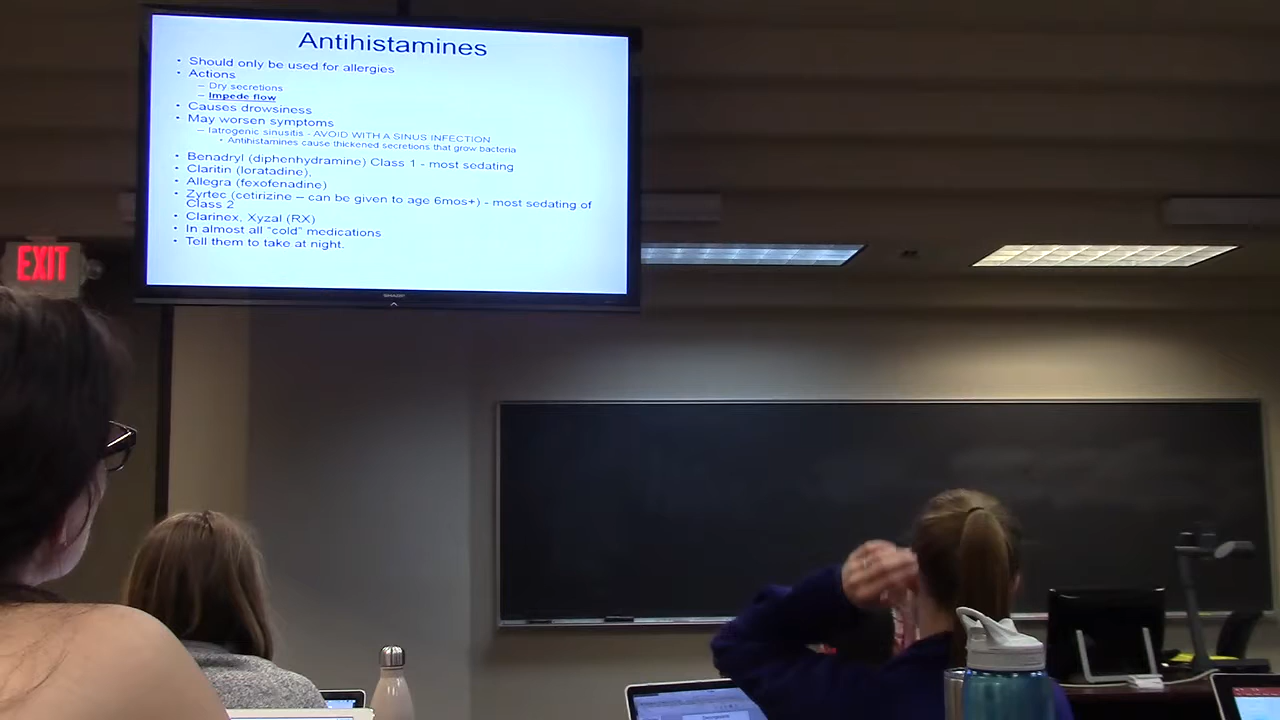 Antihistamines
• Should only be used for allergies
• Actions
– Dry secretions
– Impede flow
• Causes drowsiness
• May worsen symptoms
– Iatrogenic sinusitis - AVOID WITH A SINUS INFECTION
• Antihistamines cause thickened secretions that grow bacteria
• Benadryl (diphenhydramine) Class 1 - most sedating
• Claritin (loratadine),
• Allegra (fexofenadine)
• Zyrtec (cetirizine – can be given to age 6mos+) - most sedating of
Class 2
• Clarinex, Xyzal (RX)
• In almost all "cold" medications
• Tell them to take at night.
SHARP
EXIT